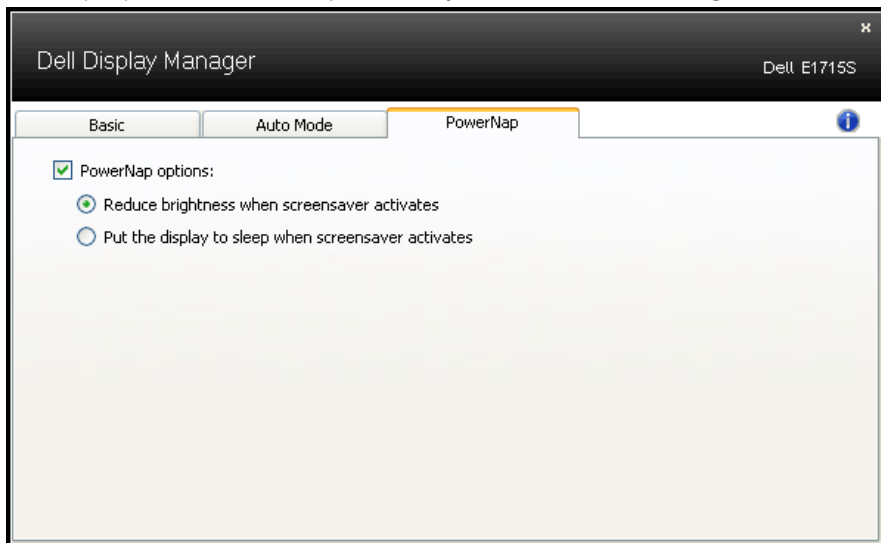 x
Dell Display Manager
Dell E1715S
Basic
Auto Mode
PowerNap
i
PowerNap options:
Reduce brightness when screensaver activates
Put the display to sleep when screensaver activates